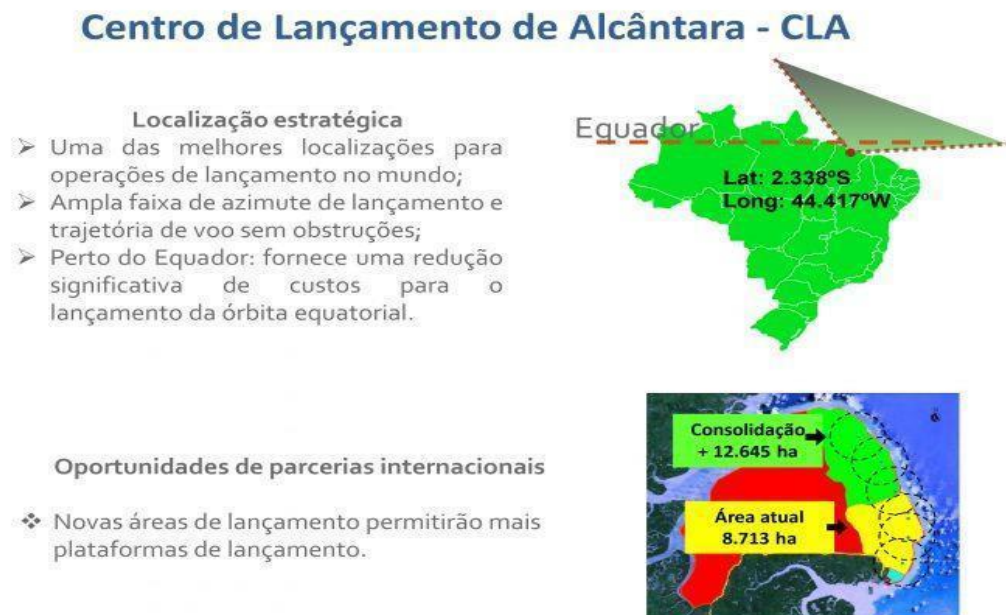 Centro de Lançamento de Alcântara - CLA
Localização estratégica
➢ Uma das melhores localizações para
operações de lançamento no mundo;
➢ Ampla faixa de azimute de lançamento e
trajetória de voo sem obstruções;
➢ Perto do Equador: fornece uma redução
significativa de custos para o
lançamento da órbita equatorial.
Equador
Lat: 2.338ºS
Long: 44.417ºW
Oportunidades de parcerias internacionais
❖ Novas áreas de lançamento permitirão mais
plataformas de lançamento.
Consolidação
+ 12.645 ha
Área atual
8.713 ha